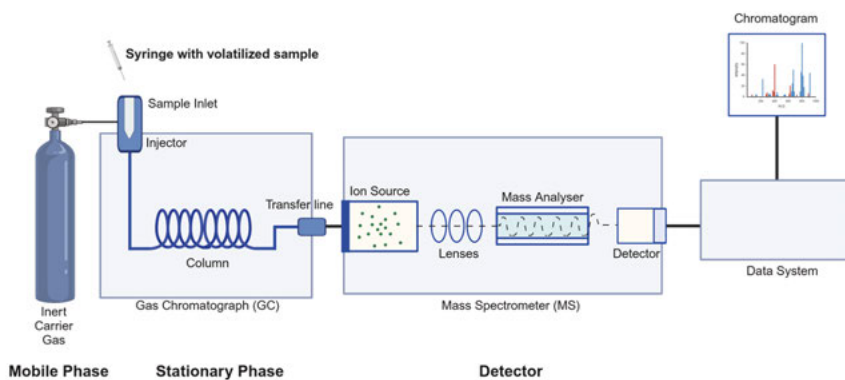 Chromatogram
Syringe with volatilized sample
Sample Inlet
Injector
Ion Source
Mass Analyser
Transfer line
Column
Lenses
Detector
Data System
Gas Chromatograph (GC)
Mass Spectrometer (MS)
Inert
Carrier
Gas
Mobile Phase
Stationary Phase
Detector